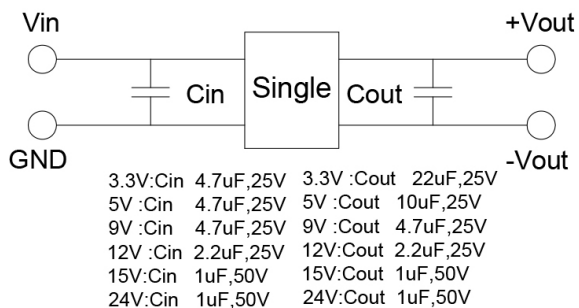 Vin
+Vout
Cin
Single
Cout
GND
-Vout
3.3V:Cin 4.7uF,25V 3.3V :Cout 22uF,25V
5V :Cin 4.7uF,25V 5V :Cout 10uF,25V
9V :Cin 4.7uF,25V 9V :Cout 4.7uF,25V
12V :Cin 2.2uF,25V 12V:Cout 2.2uF,25V
15V:Cin 1uF,50V 15V:Cout 1uF,50V
24V:Cin 1uF,50V 24V:Cout 1uF,50V